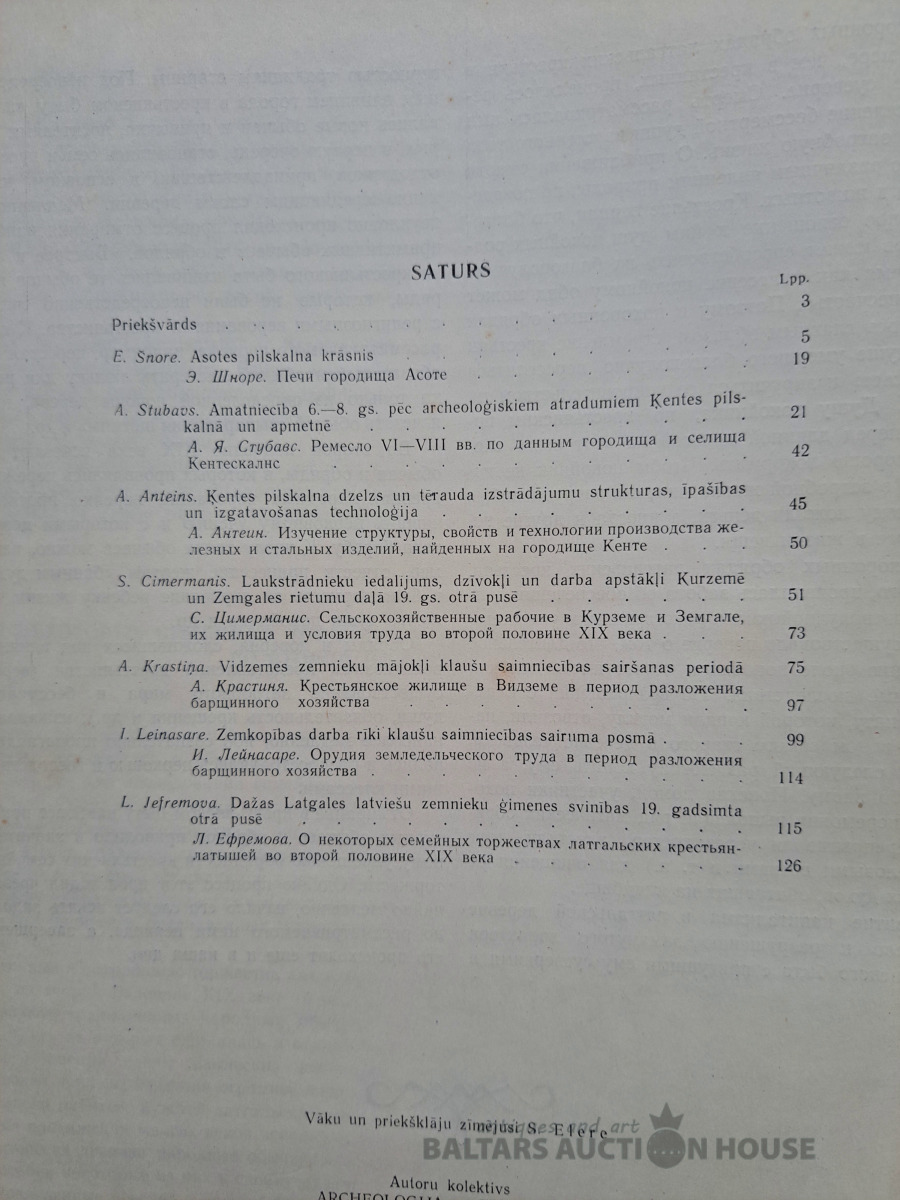 SATURS
Lpp.
Priekšvārds . . . . . . . . . . 3
E. Šnore. Asotes pilskalna krāsnis . . . . . . . 5
Э. Шноре. Печи городища Асоте . . . . . . 19
A. Stubavs. Amatniecība 6.—8. gs. pēc archeoloģiskiem atradumiem Ķentes pils-
kalnā un apmetnē . . . . . . . . 21
А. Я. Стубавс. Ремесло VI—VIII вв. по данным городища и селища
Кентескалнс . . . . . . . . 42
A. Anteins. Ķentes pilskalna dzelzs un tērauda izstrādājumu strukturas, īpašības
un izgatavošanas technoloģija . . . . . . . 45
А. Антеин. Изучение структуры, свойств и технологии производства же-
лезных и стальных изделий, найденных на городище Кенте . . . 50
S. Cimermanis. Laukstrādnieku iedalījums, dzīvokļi un darba apstākļi Kurzemē
un Zemgales rietumu daļā 19. gs. otrā pusē . . . . . 51
С. Цимерманис. Сельскохозяйственные рабочие в Курземе и Земгале,
их жилища и условия труда во второй половине XIX века . . . 73
A. Krastiņa. Vidzemes zemnieku mājokļi klaušu saimniecības sairšanas periodā 75
А. Крастиня. Крестьянское жилище в Видземе в период разложения
барщинного хозяйства . . . . . . . 97
I. Leinasare. Zemkopības darba rīki klaušu saimniecības sairuma posmā . . . 99
И. Лейнасаре. Орудия земледельческого труда в период разложения
барщинного хозяйства . . . . . . . . 114
L. Jefremova. Dažas Latgales latviešu zemnieku ģimenes svinības 19. gadsimta
otrā pusē . . . . . . . . . . 115
Л. Ефремова. О некоторых семейных торжествах латгальских крестьян-
латышей во второй половине XIX века . . . . . 126
Vāku un priekšklāju zīmējusi S. Elere
antiques and art
BALTARS AUCTION HOUSE
Autoru kolektivs